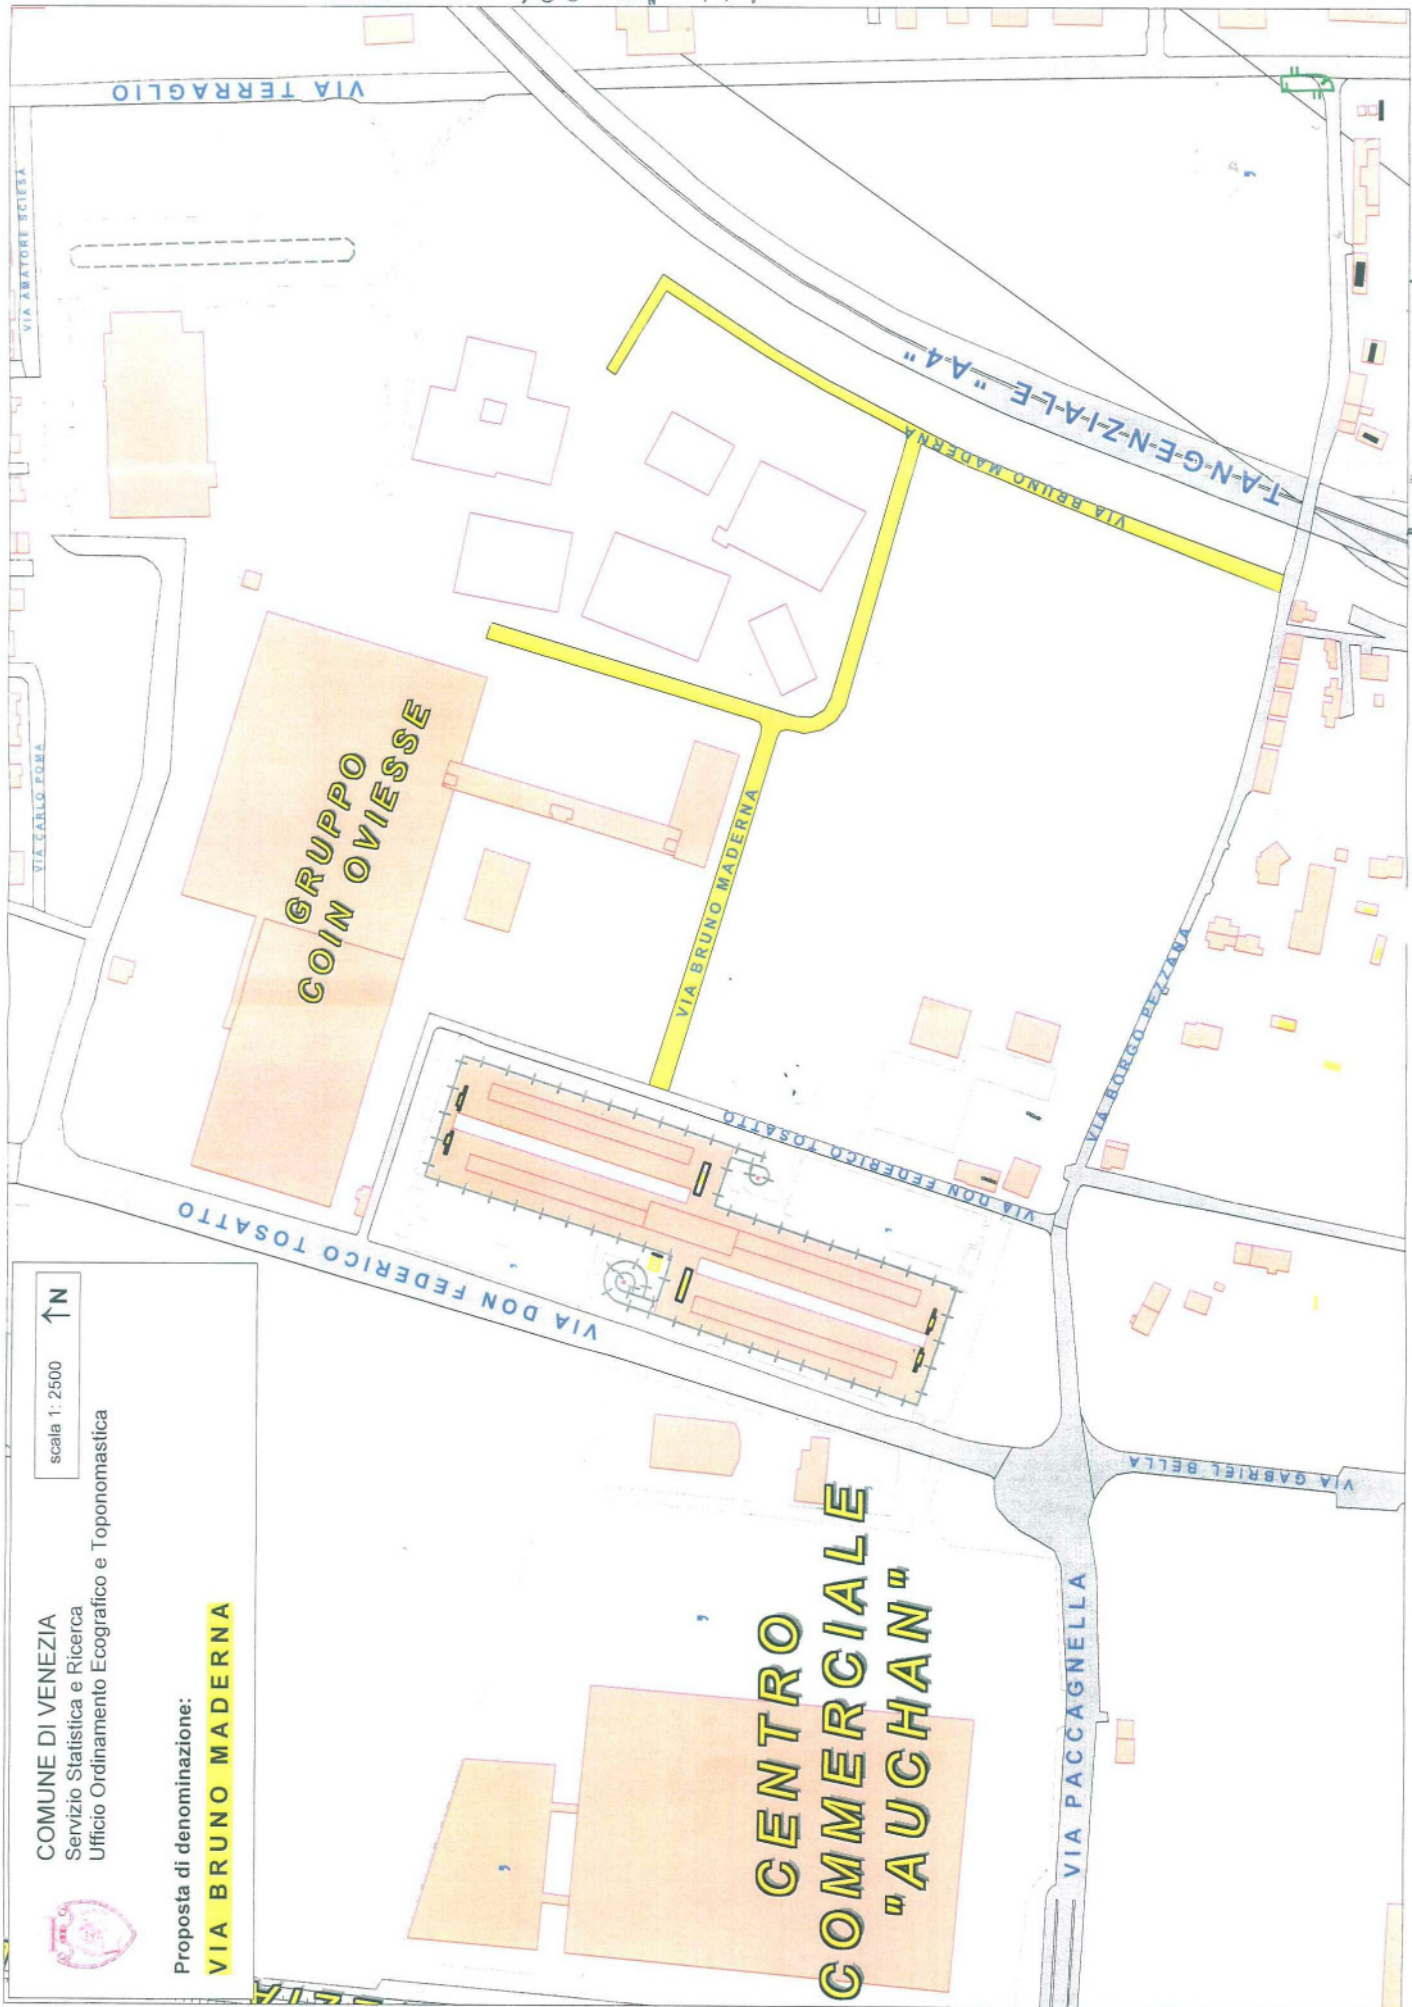 COMUNE DI VENEZIA
Servizio Statistica e Ricerca
Ufficio Ordinamento Ecografico e Toponomastica
scala 1: 2500
↑N
Proposta di denominazione:
VIA BRUNO MADERNA
VIA CARLO POMA
VIA AMATORE SCIESA
VIA TERRAGLIO
GRUPPO
COIN OVIESSE
VIA DON FEDERICO TOSATTO
VIA BRUNO MADERNA
VIA BRUNO MADERNA
TANGENZIALE "A4"
VIA DON FEDERICO TOSATTO
VIA BORGO PEZZANA
CENTRO
COMMERCIALE
"AUCHAN"
VIA PACCAGNELLA
VIA GABRIEL BELLA